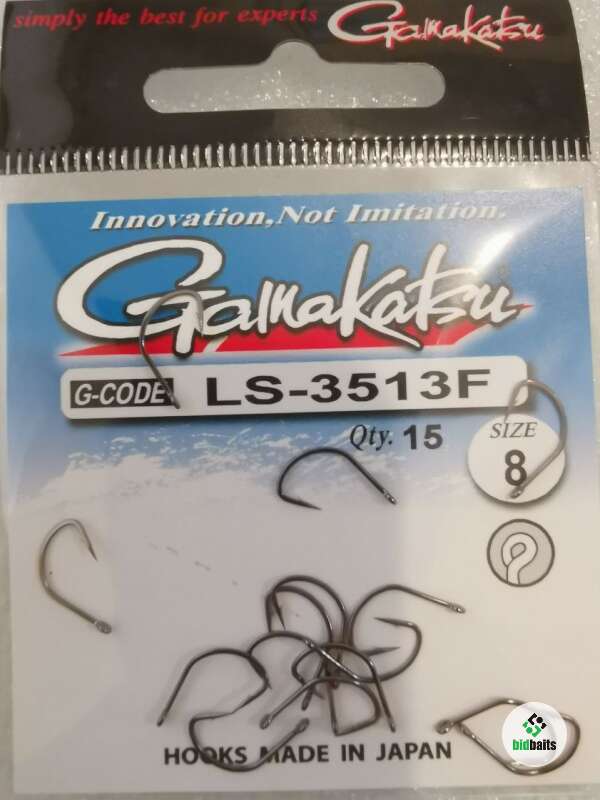 simply the best for experts Gamakatsu
Innovation,Not Imitation.
Gamakatsu
G-CODE LS-3513F
Qty. 15 SIZE
8
HOOKS MADE IN JAPAN
bidbaits